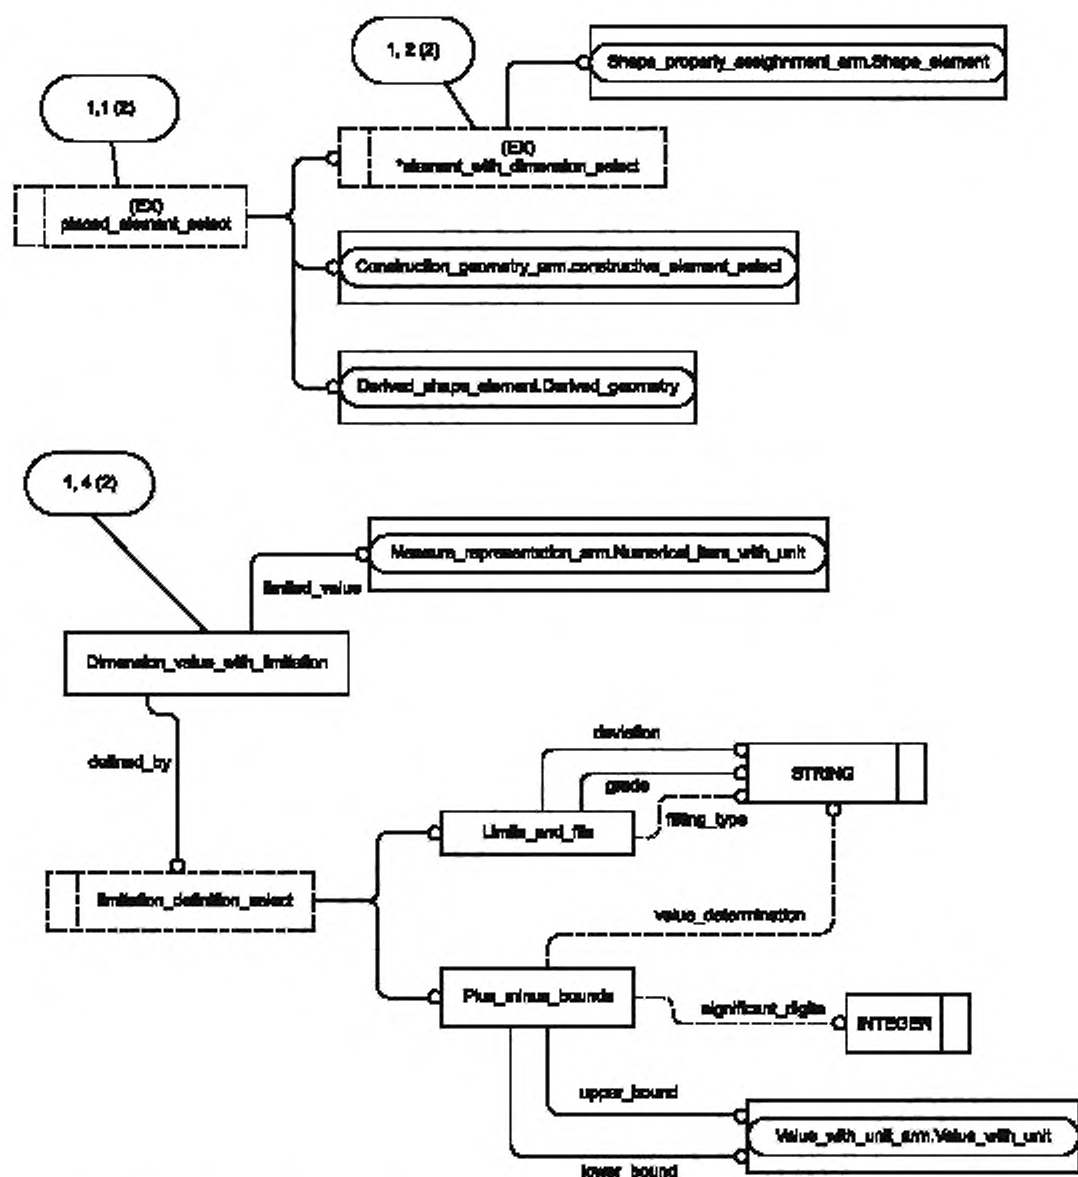 1, 2 (2)
Shape_property_assighnment_arm.Shape_element
1,1 (2)
(EX)
*element_with_dimension_select
(EX)
placed_element_select
Construction_geometry_arm.constructive_element_select
Derived_shape_element.Derived_geometry
1, 4 (2)
Measure_representation_arm.Numerical_item_with_unit
limited_value
Dimension_value_with_limitation
defined_by
deviation
STRING
grade
fitting_type
Limits_and_fits
limitation_definition_select
value_determination
Plus_minus_bounds
significant_digits
INTEGER
upper_bound
Value_with_unit_arm.Value_with_unit
lower_bound